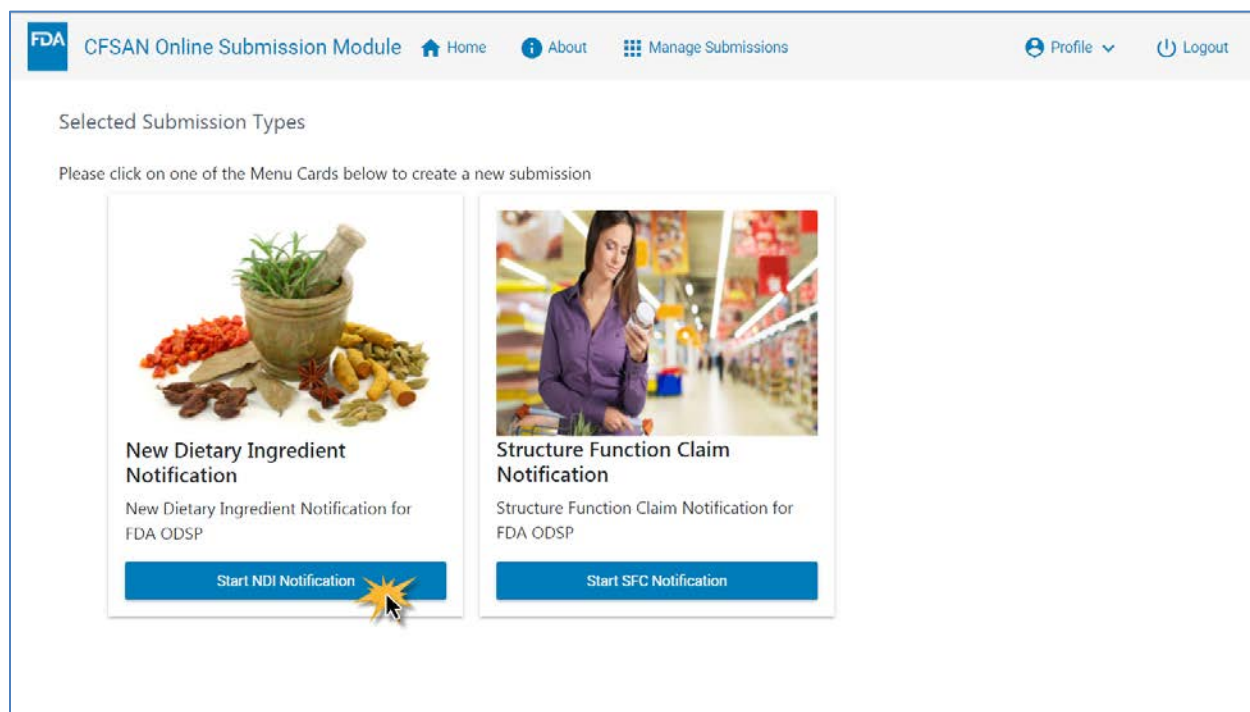 FDA
CFSAN Online Submission Module
Home
About
Manage Submissions
Profile
Logout
Selected Submission Types
Please click on one of the Menu Cards below to create a new submission
New Dietary Ingredient
Notification
New Dietary Ingredient Notification for
FDA ODSP
Start NDI Notification
Structure Function Claim
Notification
Structure Function Claim Notification for
FDA ODSP
Start SFC Notification